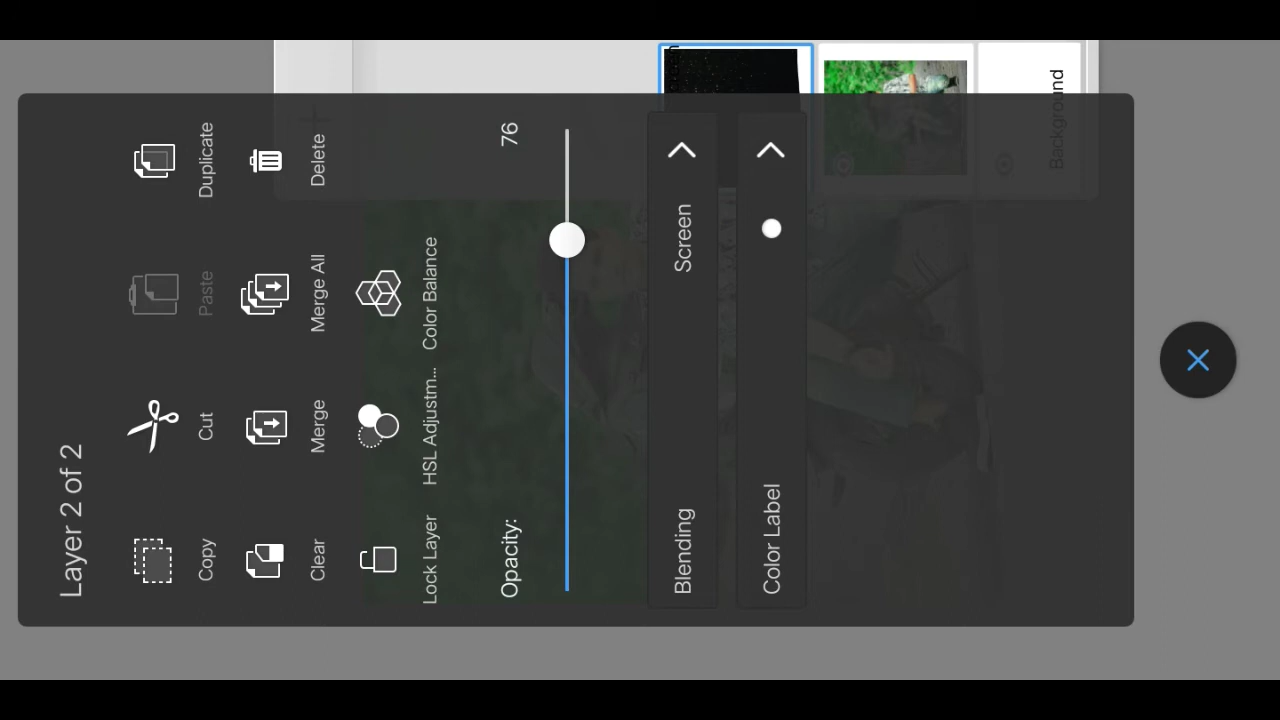 Layer 2 of 2
Copy
Cut
Paste
Duplicate
Clear
Merge
Merge All
Delete
Lock Layer
HSL Adjustm...
Color Balance
Opacity:
76
Blending
Screen
Color Label
Background